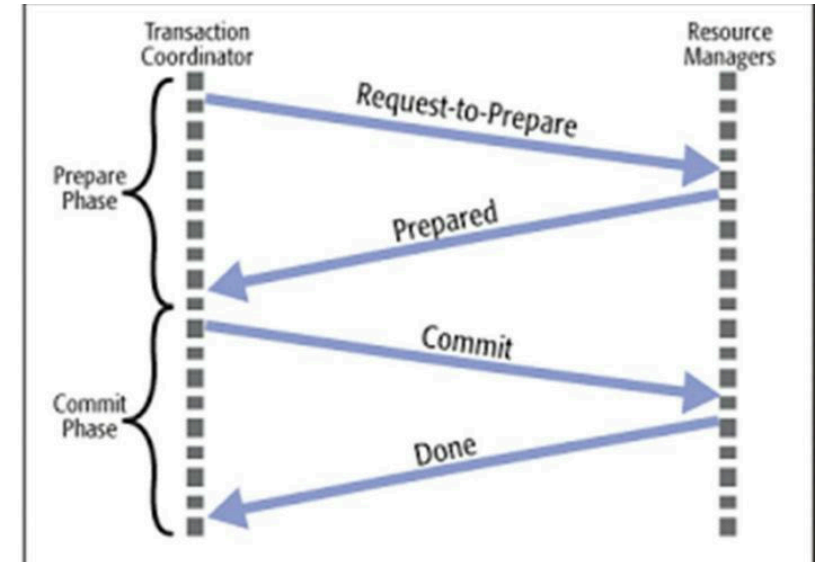 Transaction
Coordinator
Resource
Managers
Request-to-Prepare
Prepare
Phase
Prepared
Commit
Commit
Phase
Done